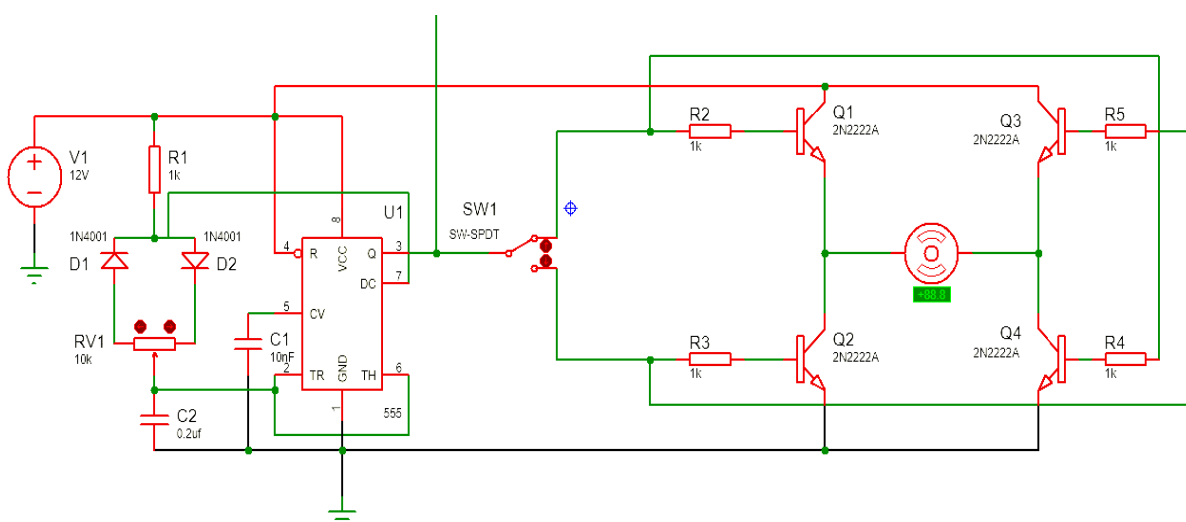 V1
12V
R1
1k
1N4001
D1
1N4001
D2
RV1
10k
C2
0.2uf
C1
10nF
U1
8
VCC
4
R
Q
3
DC
7
5
CV
2
TR
GND
1
TH
6
555
SW1
SW-SPDT
R2
1k
Q1
2N2222A
Q3
2N2222A
R5
1k
+88.8
R3
1k
Q2
2N2222A
Q4
2N2222A
R4
1k